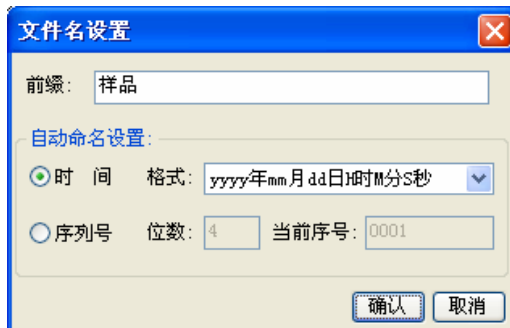 文件名设置
前缀: 样品
自动命名设置:
时 间 格式: yyyy年mm月dd日H时M分S秒
序列号 位数: 4 当前序号: 0001
确认 取消